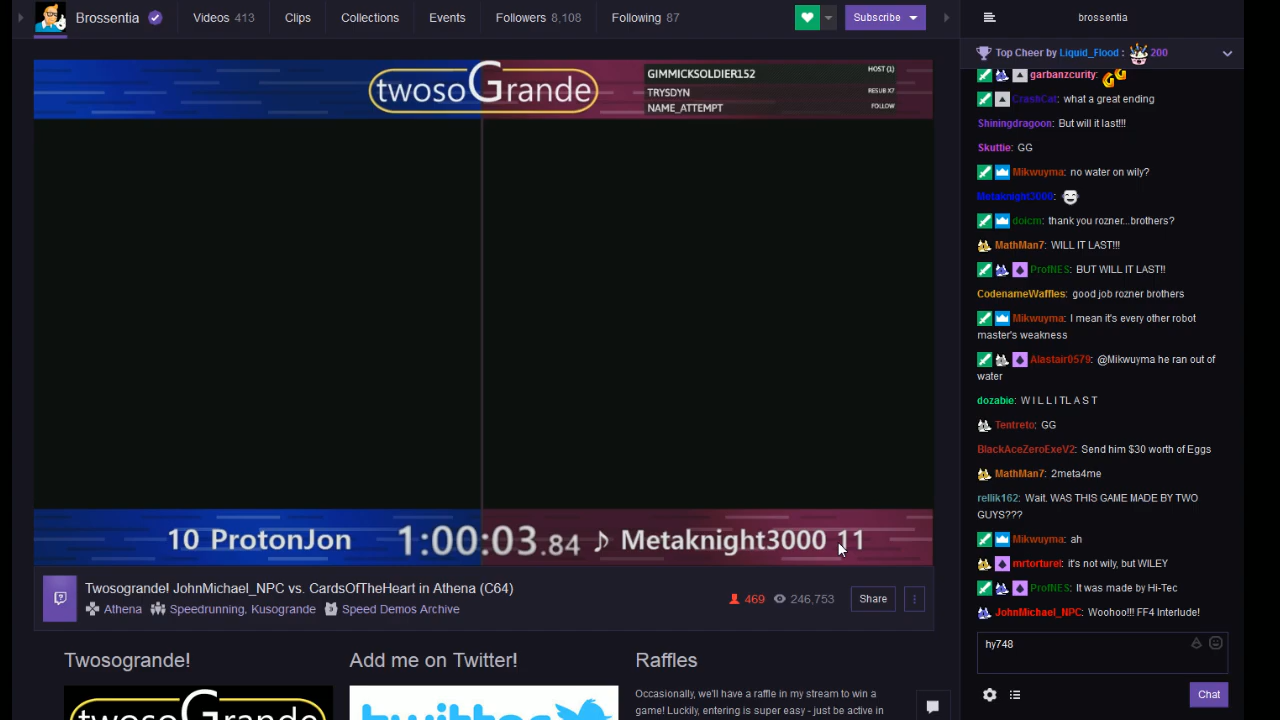 Brossentia
Videos 413
Clips
Collections
Events
Followers 8,108
Following 87
Subscribe
brossentia
twosoGrande
GIMMICKSOLDIER152 HOST (1)
TRYSDYN RESUB X7
NAME_ATTEMPT FOLLOW
10 ProtonJon 1:00:03.84 ♪ Metaknight3000 11
Twosogrande! JohnMichael_NPC vs. CardsOfTheHeart in Athena (C64)
Athena Speedrunning, Kusogrande Speed Demos Archive
469 246,753 Share
Twosogrande!
Add me on Twitter!
Raffles
twosoGrande
twitter
Occasionally, we'll have a raffle in my stream to win a
game! Luckily, entering is super easy - just be active in
Top Cheer by Liquid_Flood : 200
garbanzcurity:
CrashCat: what a great ending
Shiningdragoon: But will it last!!!
Skuttie: GG
Mikwuyma: no water on wily?
Metaknight3000:
doicm: thank you rozner...brothers?
MathMan7: WILL IT LAST!!!
ProfNES: BUT WILL IT LAST!!
CodenameWaffles: good job rozner brothers
Mikwuyma: I mean it's every other robot
master's weakness
Alastair0579: @Mikwuyma he ran out of
water
dozabie: W I L L I T L A S T
Tentreto: GG
BlackAceZeroExeV2: Send him $30 worth of Eggs
MathMan7: 2meta4me
rellik162: Wait. WAS THIS GAME MADE BY TWO
GUYS???
Mikwuyma: ah
mrtorturel: it's not wily, but WILEY
ProfNES: It was made by Hi-Tec
JohnMichael_NPC: Woohoo!!! FF4 Interlude!
hy748
Chat